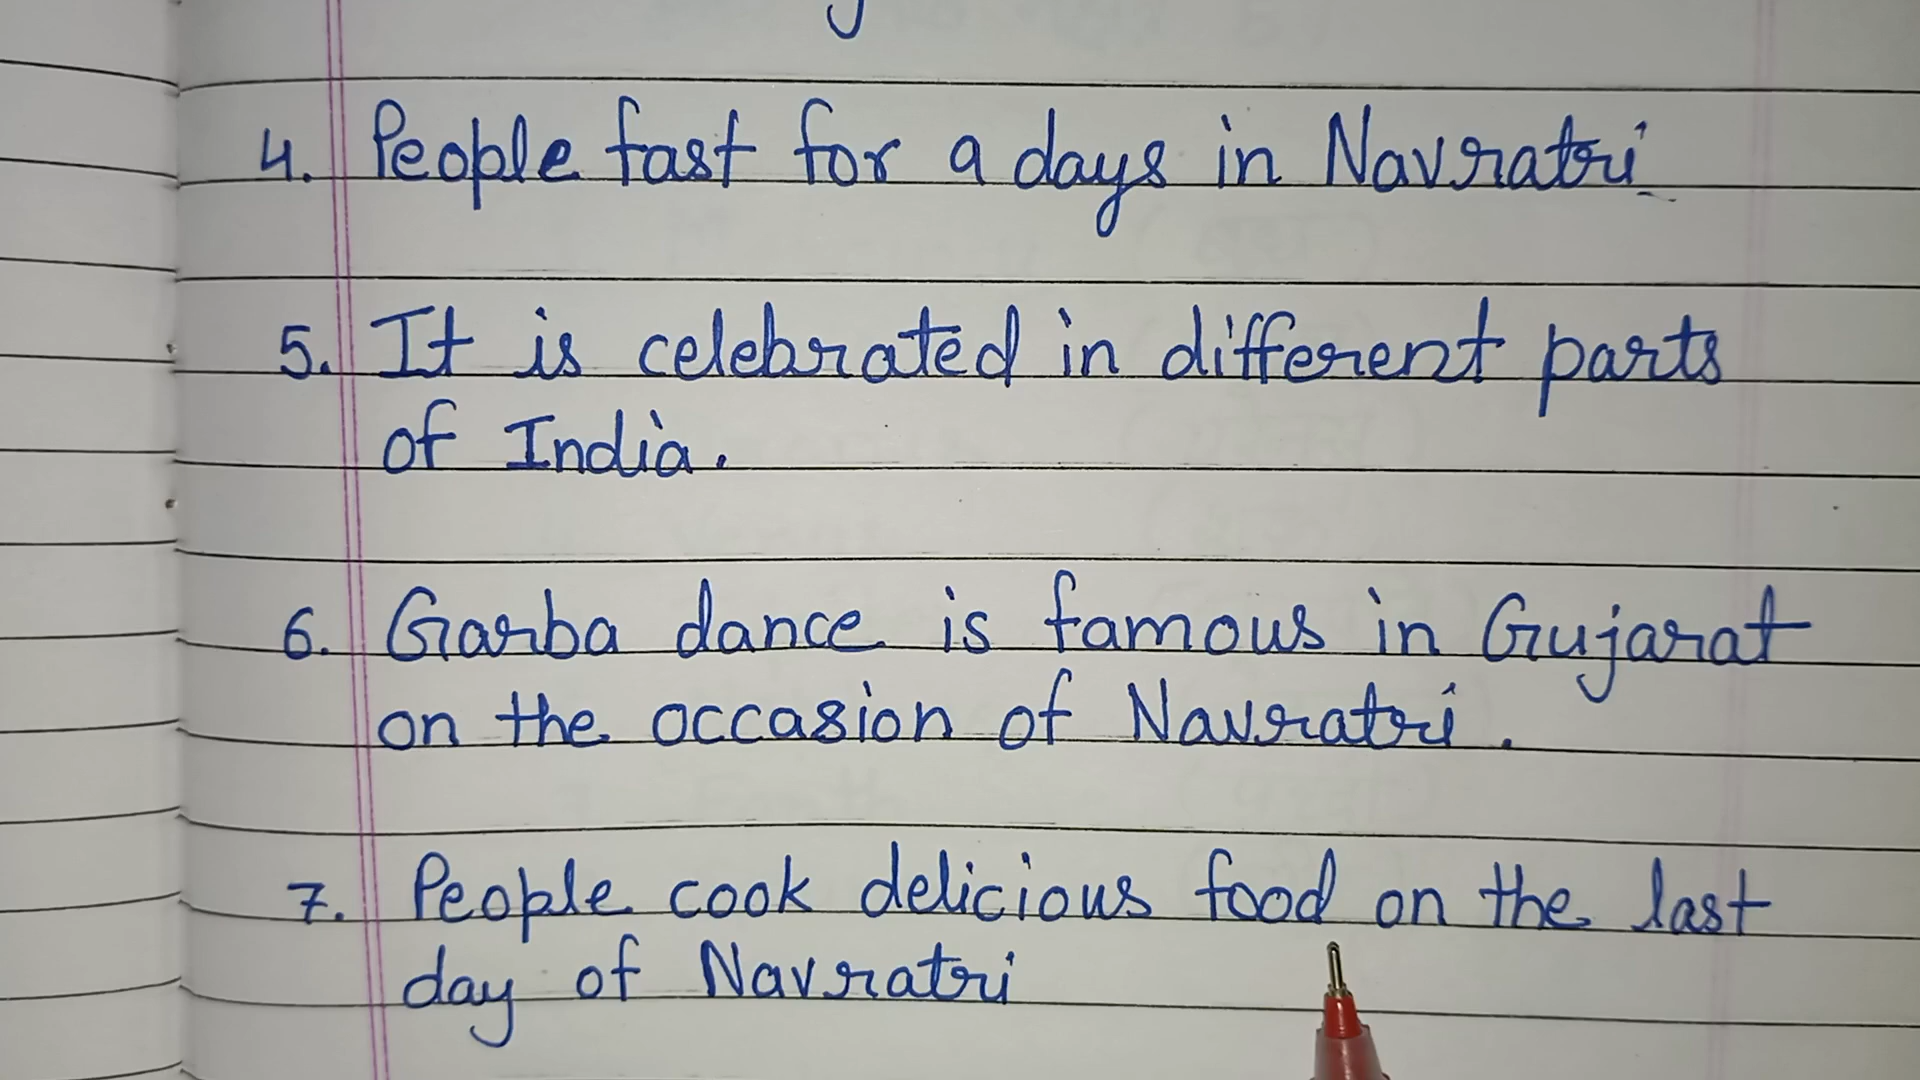 4. People fast for 9 days in Navratri
5. It is celebrated in different parts
of India.
6. Garba dance is famous in Gujarat
on the occasion of Navratri.
7. People cook delicious food on the last
day of Navratri